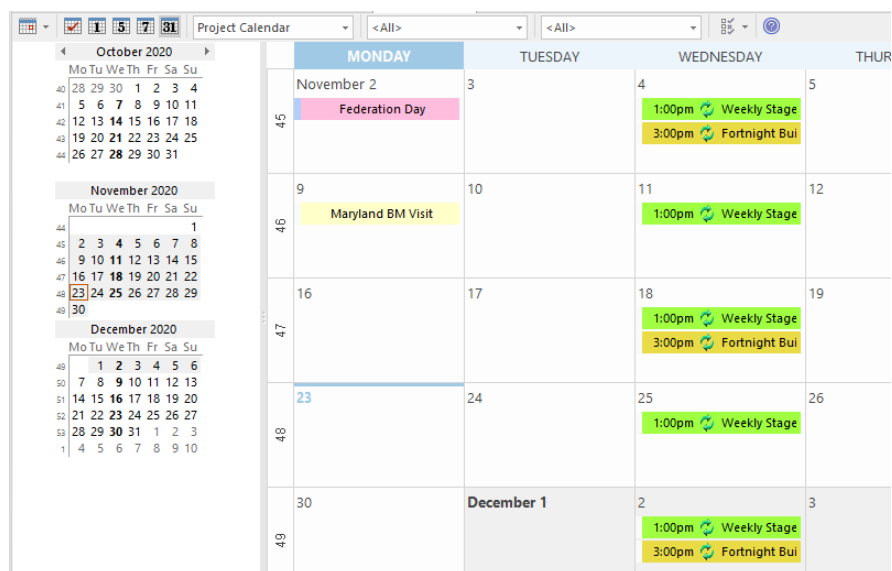 1 5 7 31 Project Calendar <All> <All>
October 2020
Mo Tu We Th Fr Sa Su
40 28 29 30 1 2 3 4
41 5 6 7 8 9 10 11
42 12 13 14 15 16 17 18
43 19 20 21 22 23 24 25
44 26 27 28 29 30 31
November 2020
Mo Tu We Th Fr Sa Su
44 1
45 2 3 4 5 6 7 8
46 9 10 11 12 13 14 15
47 16 17 18 19 20 21 22
48 23 24 25 26 27 28 29
49 30
December 2020
Mo Tu We Th Fr Sa Su
49 1 2 3 4 5 6
50 7 8 9 10 11 12 13
51 14 15 16 17 18 19 20
52 21 22 23 24 25 26 27
53 28 29 30 31 1 2 3
1 4 5 6 7 8 9 10
MONDAY TUESDAY WEDNESDAY THUR
45
November 2 3 4 5
Federation Day 1:00pm Weekly Stage
3:00pm Fortnight Bui
46
9 10 11 12
Maryland BM Visit 1:00pm Weekly Stage
47
16 17 18 19
1:00pm Weekly Stage
3:00pm Fortnight Bui
48
23 24 25 26
1:00pm Weekly Stage
49
30 December 1 2 3
1:00pm Weekly Stage
3:00pm Fortnight Bui